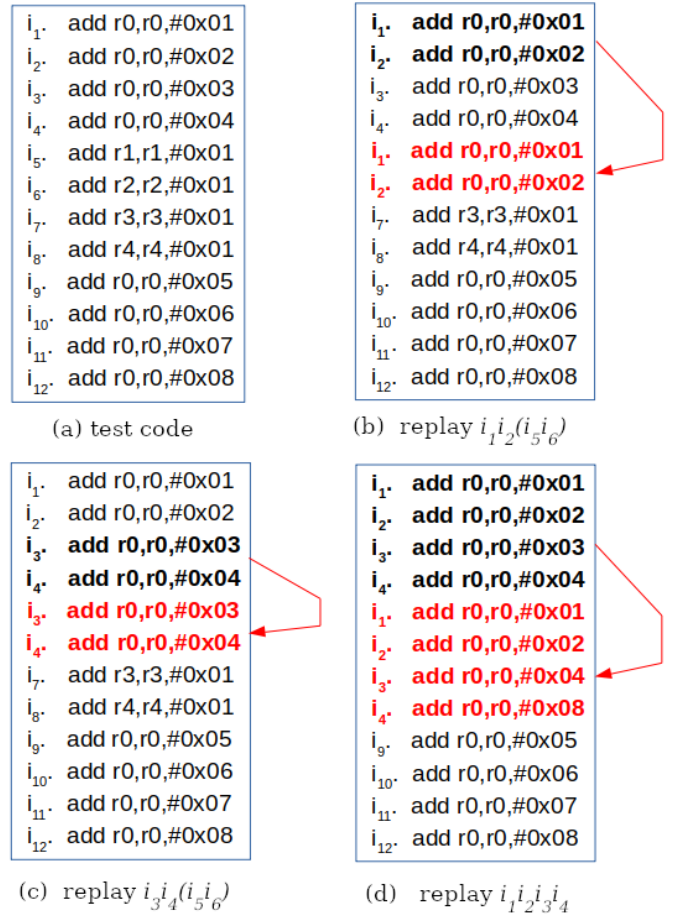 i1. add r0,r0,#0x01
i2. add r0,r0,#0x02
i3. add r0,r0,#0x03
i4. add r0,r0,#0x04
i5. add r1,r1,#0x01
i6. add r2,r2,#0x01
i7. add r3,r3,#0x01
i8. add r4,r4,#0x01
i9. add r0,r0,#0x05
i10. add r0,r0,#0x06
i11. add r0,r0,#0x07
i12. add r0,r0,#0x08
(a) test code
i1. add r0,r0,#0x01
i2. add r0,r0,#0x02
i3. add r0,r0,#0x03
i4. add r0,r0,#0x04
i1. add r0,r0,#0x01
i2. add r0,r0,#0x02
i7. add r3,r3,#0x01
i8. add r4,r4,#0x01
i9. add r0,r0,#0x05
i10. add r0,r0,#0x06
i11. add r0,r0,#0x07
i12. add r0,r0,#0x08
(b) replay i1i2(i5i6)
i1. add r0,r0,#0x01
i2. add r0,r0,#0x02
i3. add r0,r0,#0x03
i4. add r0,r0,#0x04
i3. add r0,r0,#0x03
i4. add r0,r0,#0x04
i7. add r3,r3,#0x01
i8. add r4,r4,#0x01
i9. add r0,r0,#0x05
i10. add r0,r0,#0x06
i11. add r0,r0,#0x07
i12. add r0,r0,#0x08
(c) replay i3i4(i5i6)
i1. add r0,r0,#0x01
i2. add r0,r0,#0x02
i3. add r0,r0,#0x03
i4. add r0,r0,#0x04
i1. add r0,r0,#0x01
i2. add r0,r0,#0x02
i3. add r0,r0,#0x04
i4. add r0,r0,#0x08
i9. add r0,r0,#0x05
i10. add r0,r0,#0x06
i11. add r0,r0,#0x07
i12. add r0,r0,#0x08
(d) replay i1i2i3i4